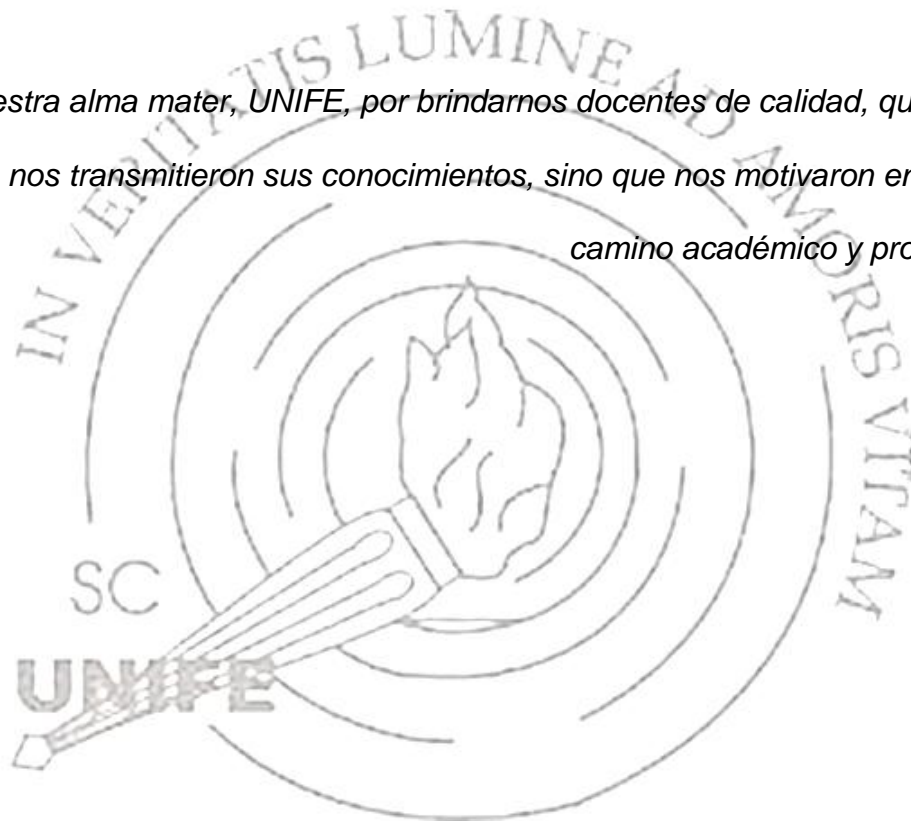 IN VERITATIS LUMINE AD AMORIS VITAM
estra alma mater, UNIFE, por brindarnos docentes de calidad, qu
nos transmitieron sus conocimientos, sino que nos motivaron en
camino académico y pro
SC
UNIFE